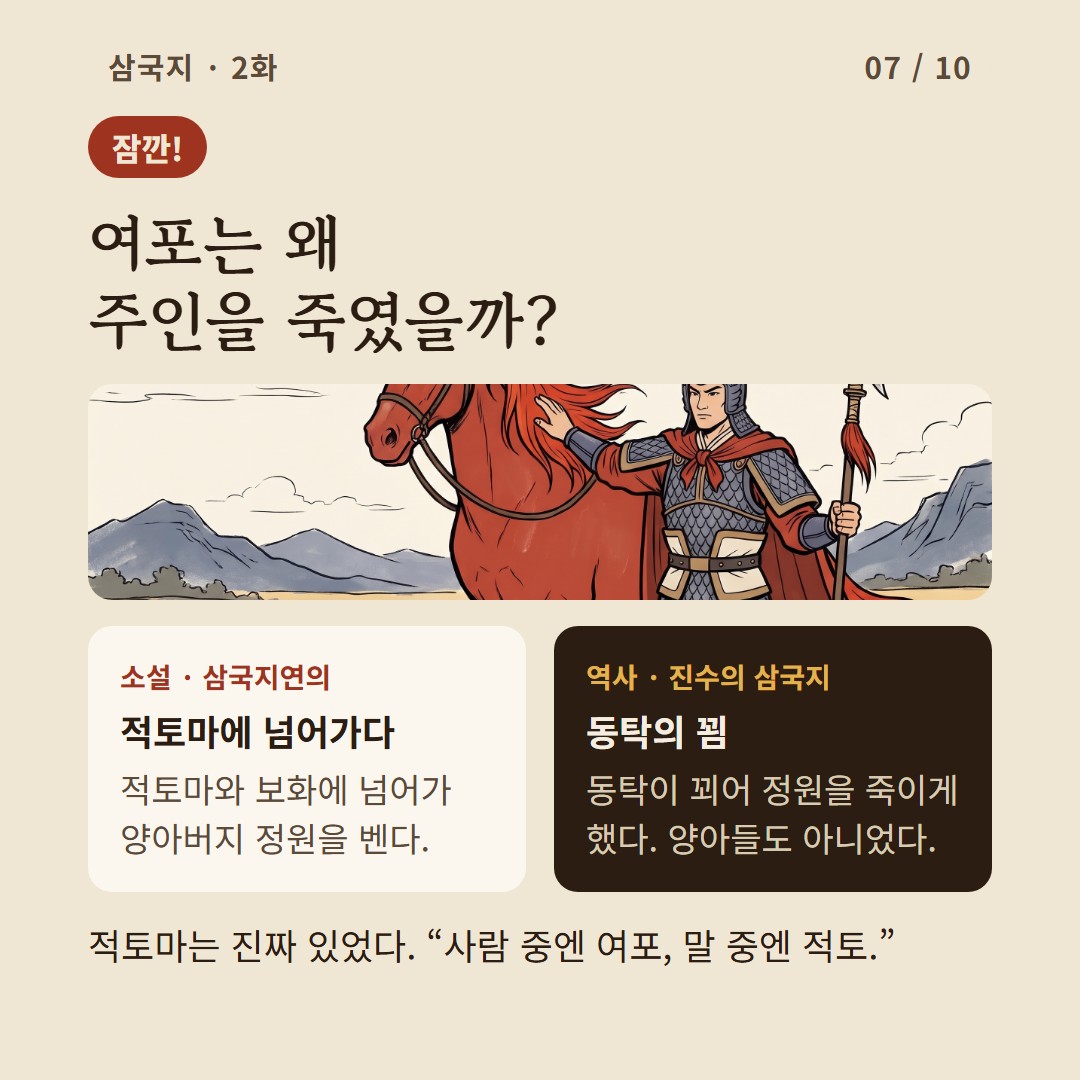 삼국지 · 2화
07 / 10
잠깐!
여포는 왜
주인을 죽였을까?
소설 · 삼국지연의
적토마에 넘어가다
적토마와 보화에 넘어가
양아버지 정원을 벤다.
역사 · 진수의 삼국지
동탁의 꾐
동탁이 꾀어 정원을 죽이게
했다. 양아들도 아니었다.
적토마는 진짜 있었다. “사람 중엔 여포, 말 중엔 적토.”